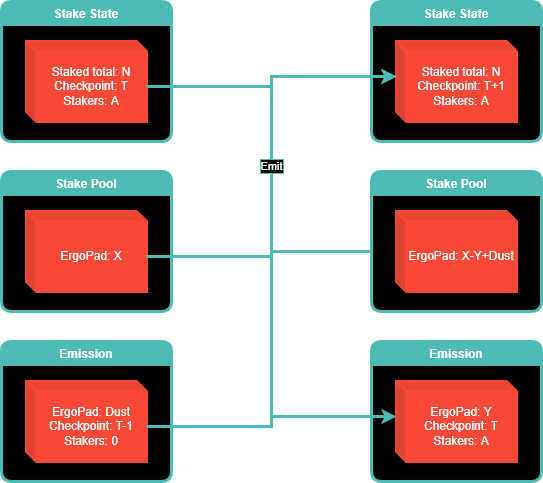 Stake State
Staked total: N
Checkpoint: T
Stakers: A
Stake State
Staked total: N
Checkpoint: T+1
Stakers: A
Emit
Stake Pool
ErgoPad: X
Stake Pool
ErgoPad: X-Y+Dust
Emission
ErgoPad: Dust
Checkpoint: T-1
Stakers: 0
Emission
ErgoPad: Y
Checkpoint: T
Stakers: A